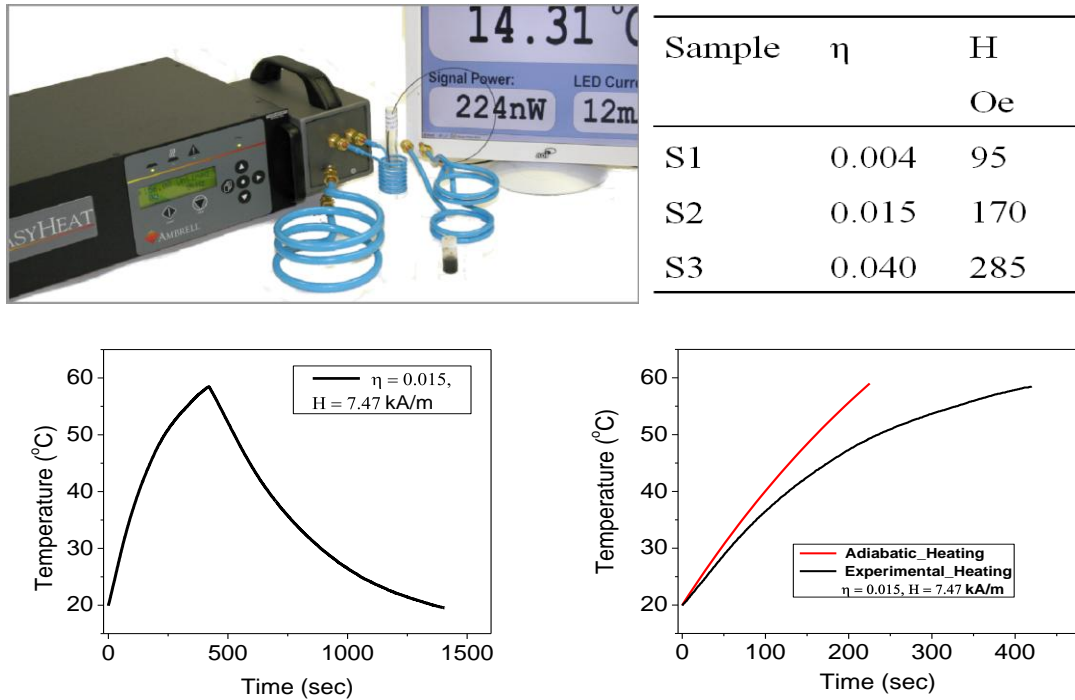 14.31 °C
Signal Power:
LED Curre
224nW
12m
ASYHEAT
AMBRELL
Sample η H
Oe
S1 0.004 95
S2 0.015 170
S3 0.040 285
60
50
40
30
20
0 500 1000 1500
Temperature (°C)
Time (sec)
η = 0.015,
H = 7.47 kA/m
60
50
40
30
20
0 100 200 300 400
Temperature (°C)
Time (sec)
Adiabatic_Heating
Experimental_Heating
η = 0.015, H = 7.47 kA/m